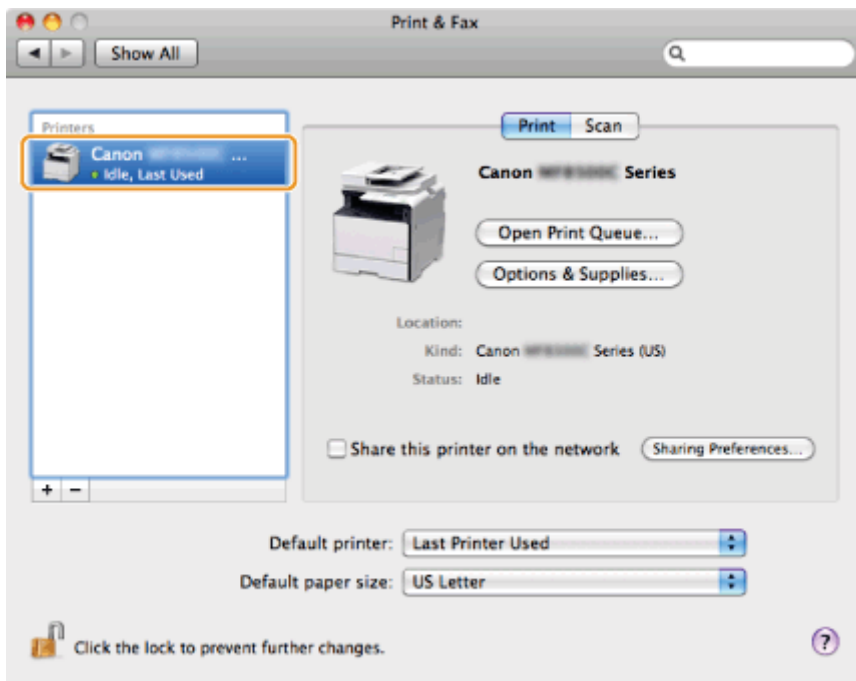 Print & Fax
Show All
Printers
Canon ...
Idle, Last Used
Print Scan
Canon Series
Open Print Queue...
Options & Supplies...
Location:
Kind: Canon Series (US)
Status: Idle
Share this printer on the network Sharing Preferences...
+ −
Default printer: Last Printer Used
Default paper size: US Letter
Click the lock to prevent further changes. ?